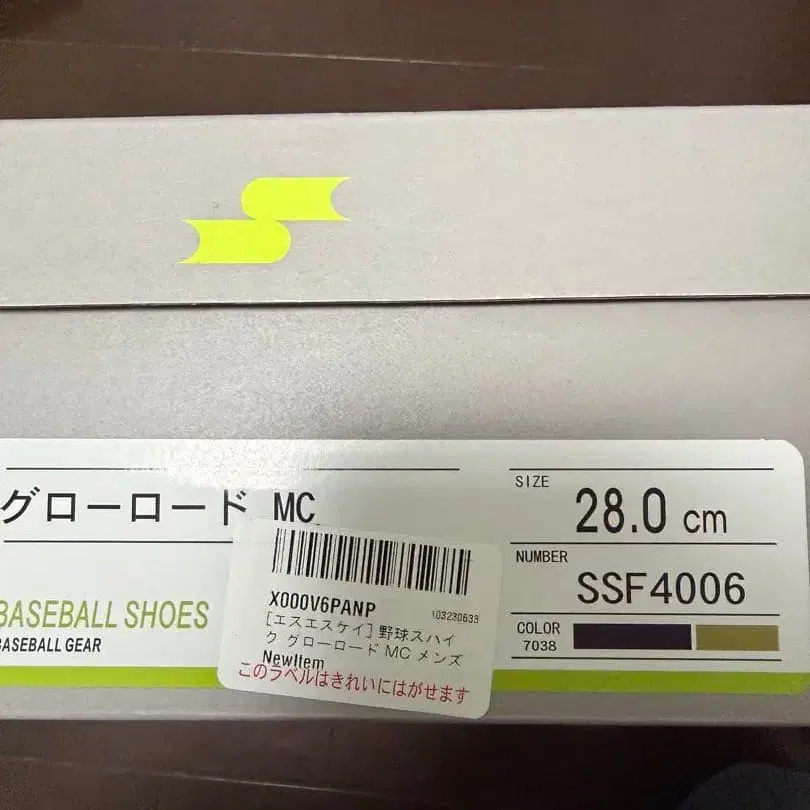 グローロード MC
SIZE
28.0 cm
NUMBER
SSF4006
COLOR
7038
BASEBALL SHOES
BASEBALL GEAR
X000V6PANP
103230633
[エスエスケイ] 野球スパイ
ク グローロード MC メンズ
NewItem
このラベルはきれいにはがせます